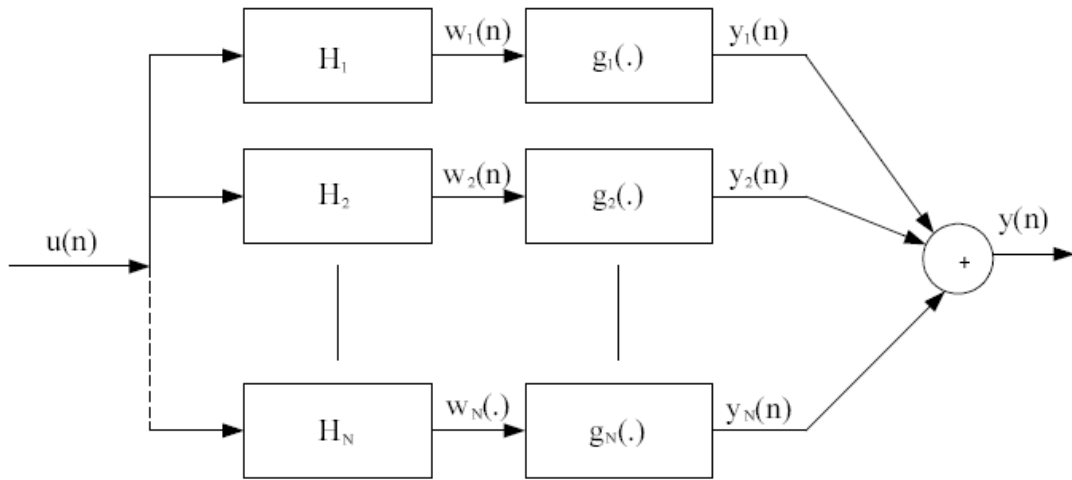 H₁ w₁(n) g₁(.) y₁(n)
H₂ w₂(n) g₂(.) y₂(n)
u(n) + y(n)
H_N w_N(.) g_N(.) y_N(n)